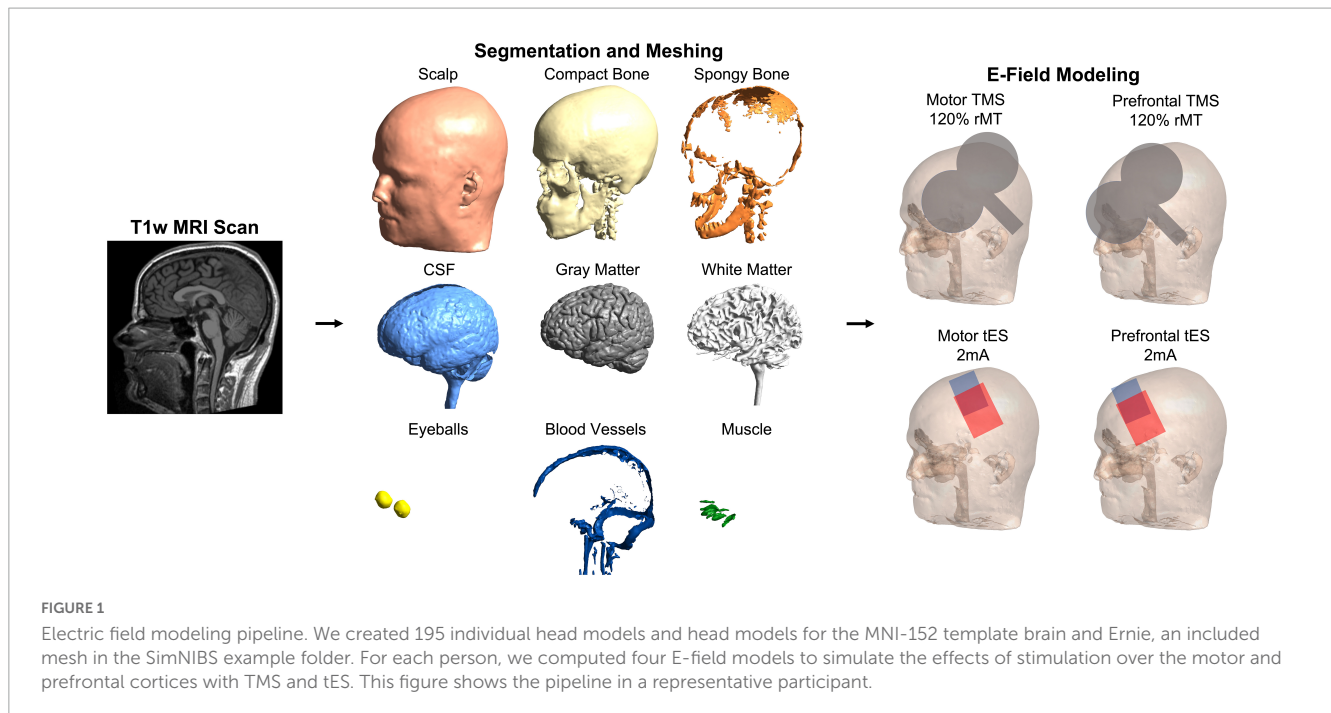 Segmentation and Meshing
Scalp
Compact Bone
Spongy Bone
E-Field Modeling
Motor TMS
120% rMT
Prefrontal TMS
120% rMT
T1w MRI Scan
CSF
Gray Matter
White Matter
Motor tES
2mA
Prefrontal tES
2mA
Eyeballs
Blood Vessels
Muscle
FIGURE 1
Electric field modeling pipeline. We created 195 individual head models and head models for the MNI-152 template brain and Ernie, an included
mesh in the SimNIBS example folder. For each person, we computed four E-field models to simulate the effects of stimulation over the motor and
prefrontal cortices with TMS and tES. This figure shows the pipeline in a representative participant.